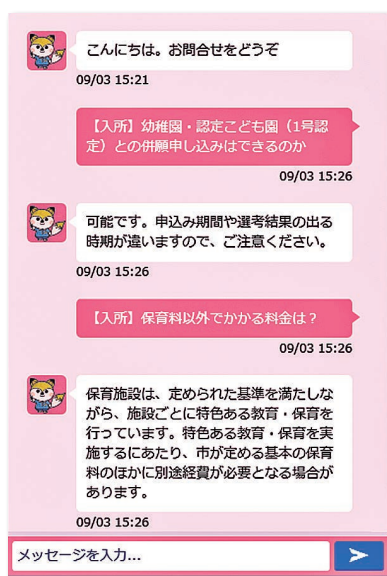 こんにちは。お問合せをどうぞ
09/03 15:21
【入所】幼稚園・認定こども園（1号認
定）との併願申し込みはできるのか
09/03 15:26
可能です。申込み期間や選考結果の出る
時期が違いますので、ご注意ください。
09/03 15:26
【入所】保育料以外でかかる料金は？
09/03 15:26
保育施設は、定められた基準を満たしな
がら、施設ごとに特色ある教育・保育を
行っています。特色ある教育・保育を実
施するにあたり、市が定める基本の保育
料のほかに別途経費が必要となる場合が
あります。
09/03 15:26
メッセージを入力...